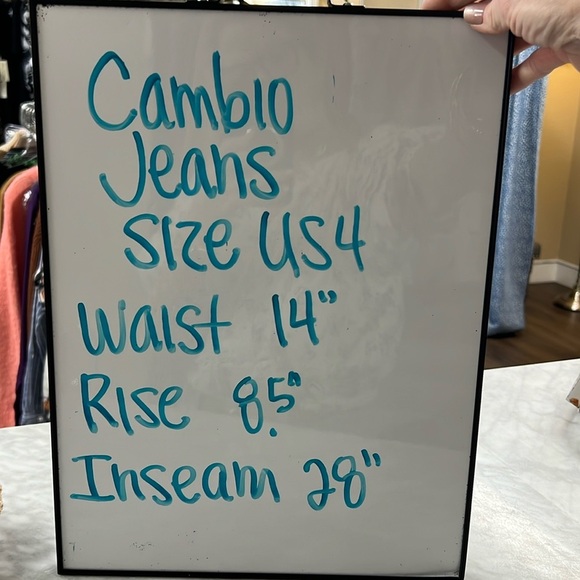 Cambio
Jeans
Size US4
Waist 14"
Rise 8.5"
Inseam 28"